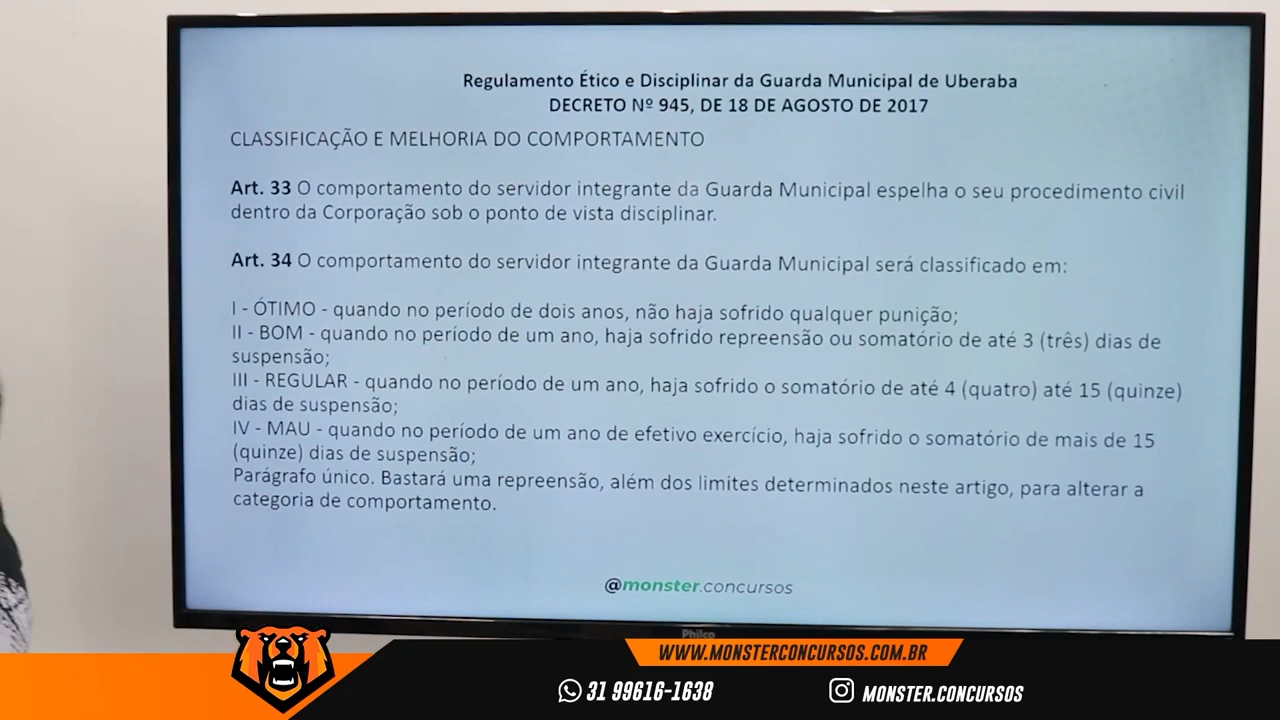 Regulamento Ético e Disciplinar da Guarda Municipal de Uberaba
DECRETO Nº 945, DE 18 DE AGOSTO DE 2017
CLASSIFICAÇÃO E MELHORIA DO COMPORTAMENTO
Art. 33 O comportamento do servidor integrante da Guarda Municipal espelha o seu procedimento civil
dentro da Corporação sob o ponto de vista disciplinar.
Art. 34 O comportamento do servidor integrante da Guarda Municipal será classificado em:
I - ÓTIMO - quando no período de dois anos, não haja sofrido qualquer punição;
II - BOM - quando no período de um ano, haja sofrido repreensão ou somatório de até 3 (três) dias de
suspensão;
III - REGULAR - quando no período de um ano, haja sofrido o somatório de até 4 (quatro) até 15 (quinze)
dias de suspensão;
IV - MAU - quando no período de um ano de efetivo exercício, haja sofrido o somatório de mais de 15
(quinze) dias de suspensão;
Parágrafo único. Bastará uma repreensão, além dos limites determinados neste artigo, para alterar a
categoria de comportamento.
@monster.concursos
Philco
WWW.MONSTERCONCURSOS.COM.BR
31 99616-1638
MONSTER.CONCURSOS